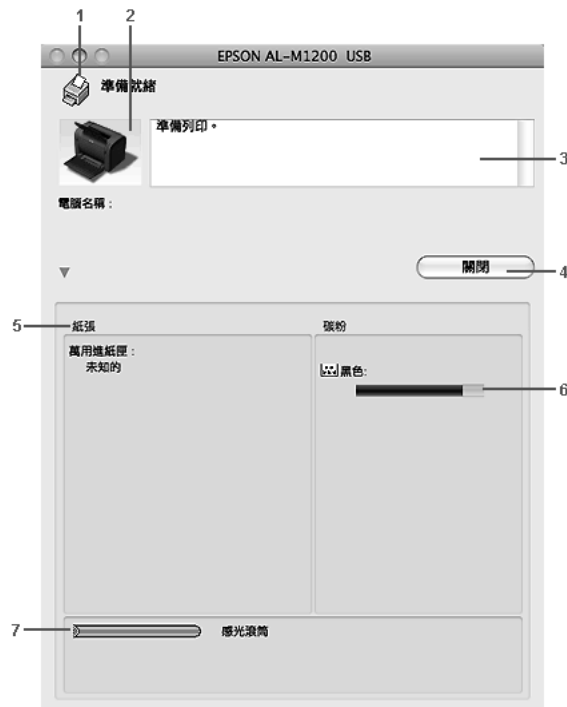 1 2
EPSON AL-M1200 USB
準備就緒
準備列印。
3
電腦名稱：
關閉
4
5 紙張 碳粉
萬用進紙匣：
未知的
黑色:
6
7 感光滾筒